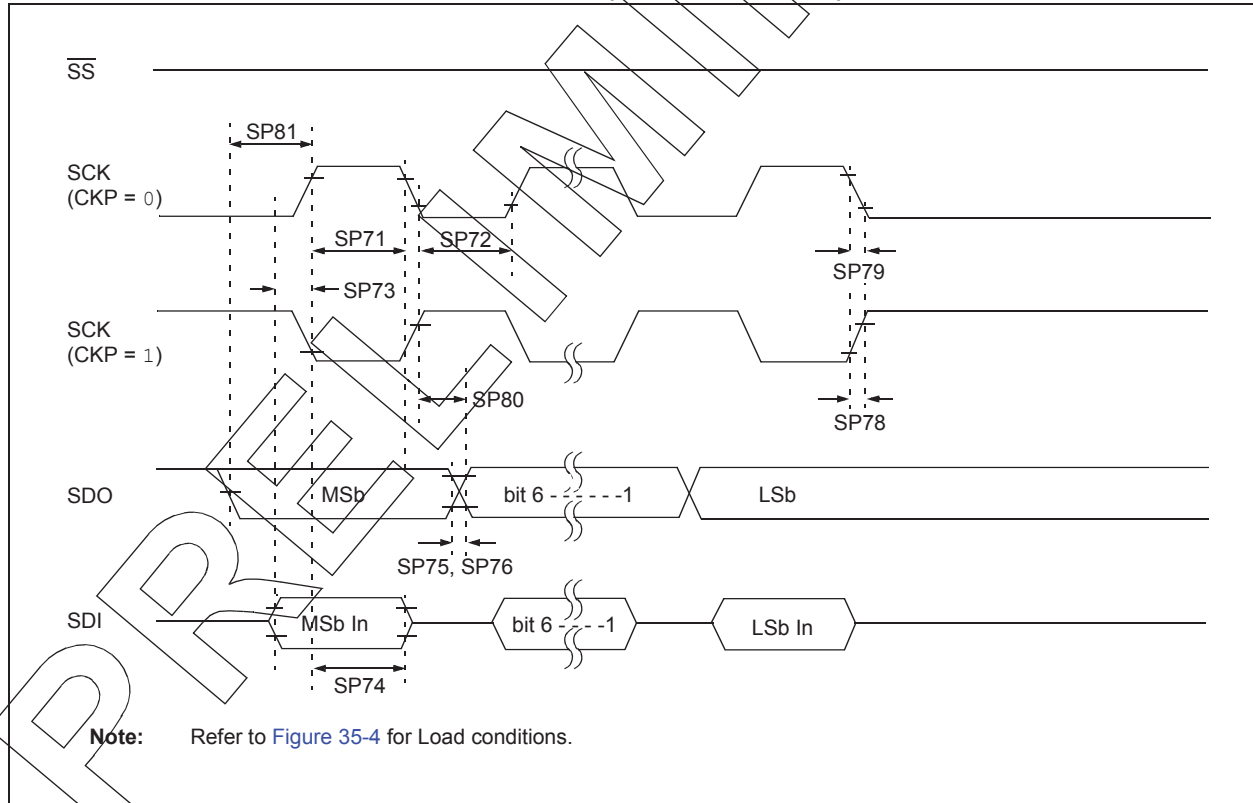 SS
SP81
SCK
(CKP = 0)
SP71
SP72
SP79
SP73
SCK
(CKP = 1)
SP80
SP78
SDO
MSb
bit 6 - - - - - - -1
LSb
SP75, SP76
SDI
MSb In
bit 6 - - - - -1
LSb In
SP74
Note: Refer to Figure 35-4 for Load conditions.
PRELIMI